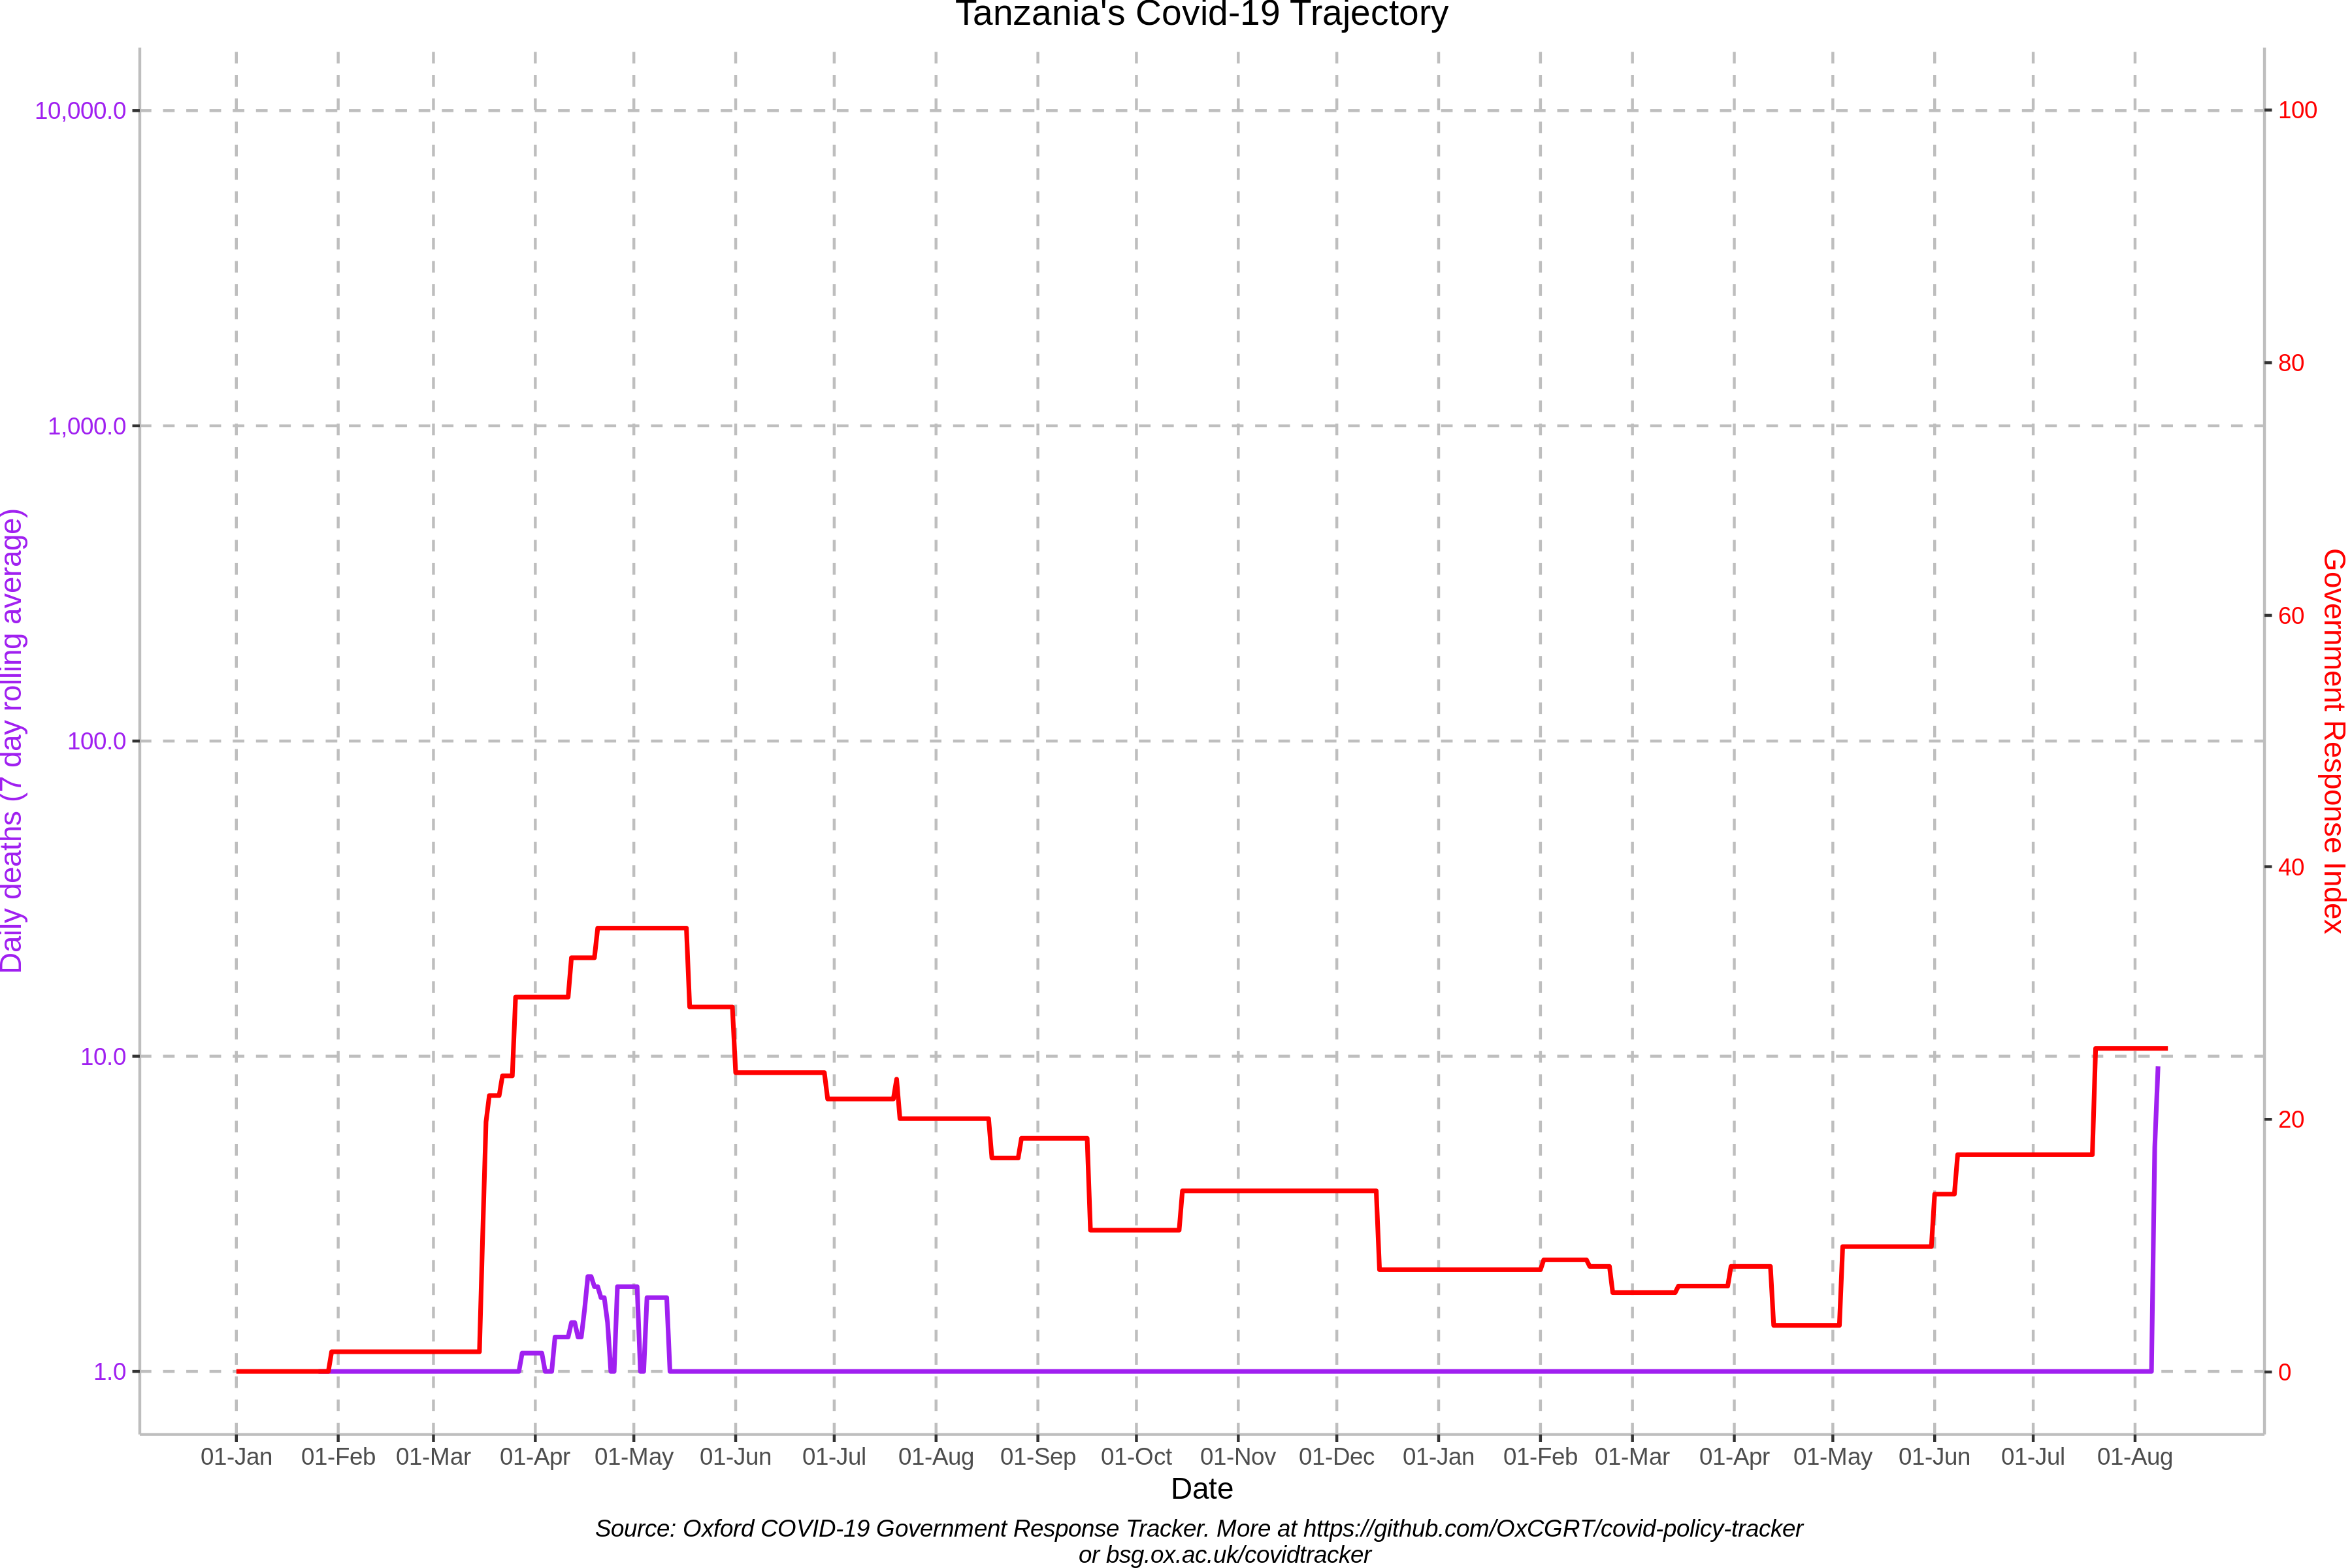 Tanzania's Covid-19 Trajectory
10,000.0
1,000.0
100.0
10.0
1.0
Daily deaths (7 day rolling average)
100
80
60
40
20
0
Government Response Index
01-Jan 01-Feb 01-Mar 01-Apr 01-May 01-Jun 01-Jul 01-Aug 01-Sep 01-Oct 01-Nov 01-Dec 01-Jan 01-Feb 01-Mar 01-Apr 01-May 01-Jun 01-Jul 01-Aug
Date
Source: Oxford COVID-19 Government Response Tracker. More at https://github.com/OxCGRT/covid-policy-tracker
or bsg.ox.ac.uk/covidtracker